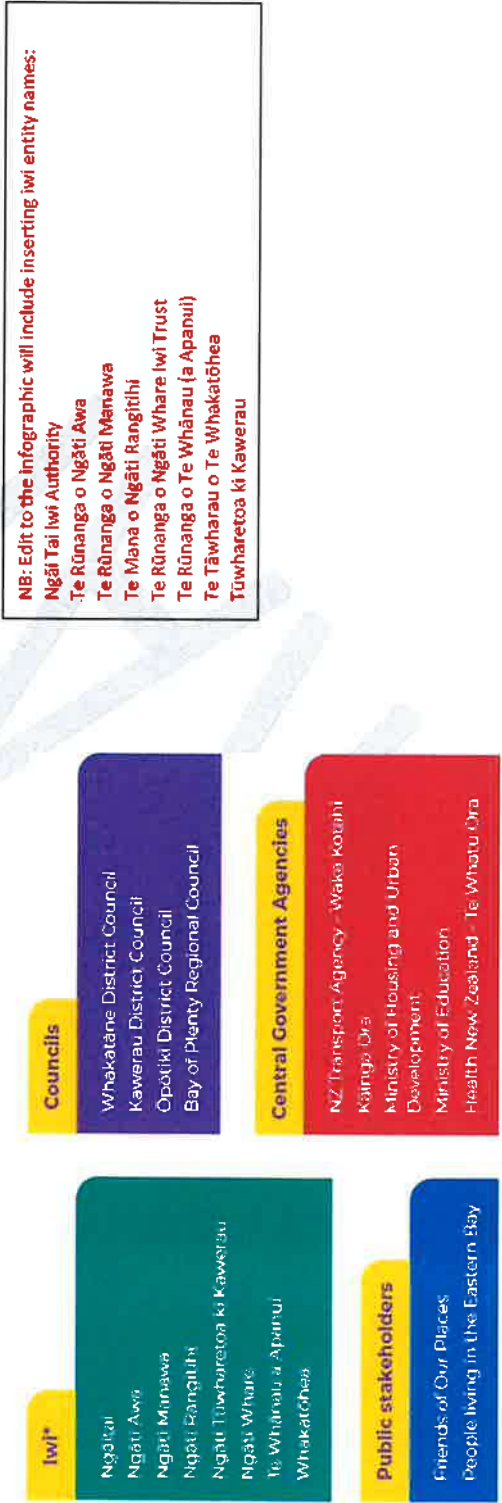 Iwi*
Ngāitai
Ngāti Awa
Ngāti Manawa
Ngāti Rangitihi
Ngāti Tūwharetoa ki Kawerau
Ngāti Whare
Te Whānau a Apanui
Whakatōhea
Public stakeholders
Friends of Our Places
People living in the Eastern Bay
Councils
Whakatāne District Council
Kawerau District Council
Ōpōtiki District Council
Bay of Plenty Regional Council
Central Government Agencies
NZ Transport Agency - Waka Kotahi
Kāinga Ora
Ministry of Housing and Urban
Development
Ministry of Education
Health New Zealand - Te Whatu Ora
NB: Edit to the infographic will include inserting iwi entity names:
Ngāi Tai Iwi Authority
Te Rūnanga o Ngāti Awa
Te Rūnanga o Ngāti Manawa
Te Mana o Ngāti Rangitihi
Te Rūnanga o Ngāti Whare Iwi Trust
Te Rūnanga o Te Whānau (a Apanui)
Te Tāwharau o Te Whakatōhea
Tūwharetoa ki Kawerau